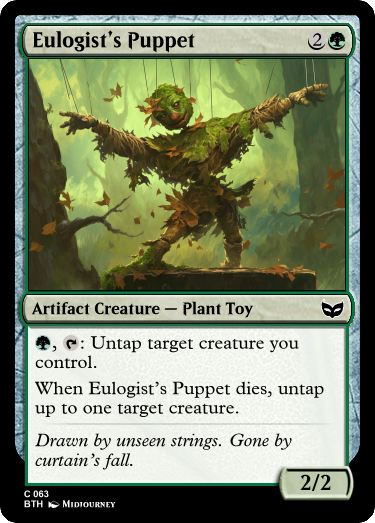 Eulogist's Puppet 2
Artifact Creature — Plant Toy
: Untap target creature you
control.
When Eulogist's Puppet dies, untap
up to one target creature.
Drawn by unseen strings. Gone by
curtain's fall.
2/2
C 063
BTH Midjourney